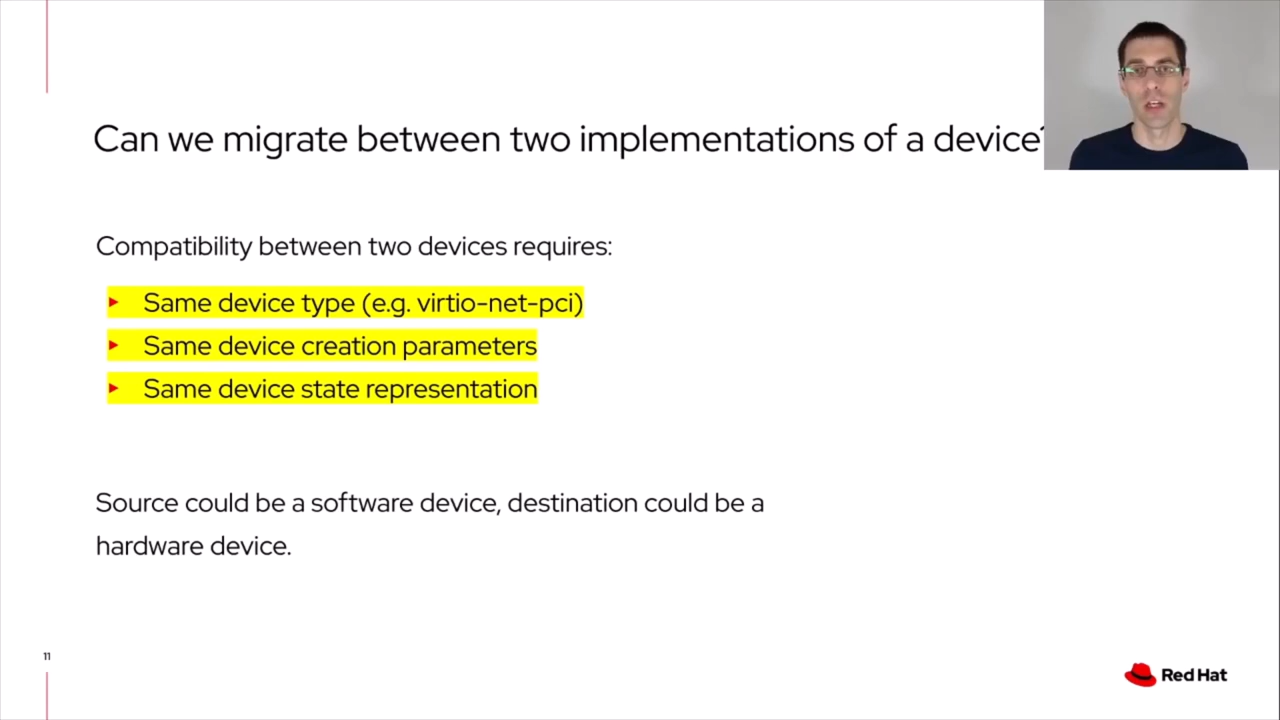 Can we migrate between two implementations of a device?
Compatibility between two devices requires:
▸ Same device type (e.g. virtio-net-pci)
▸ Same device creation parameters
▸ Same device state representation
Source could be a software device, destination could be a
hardware device.
11
Red Hat